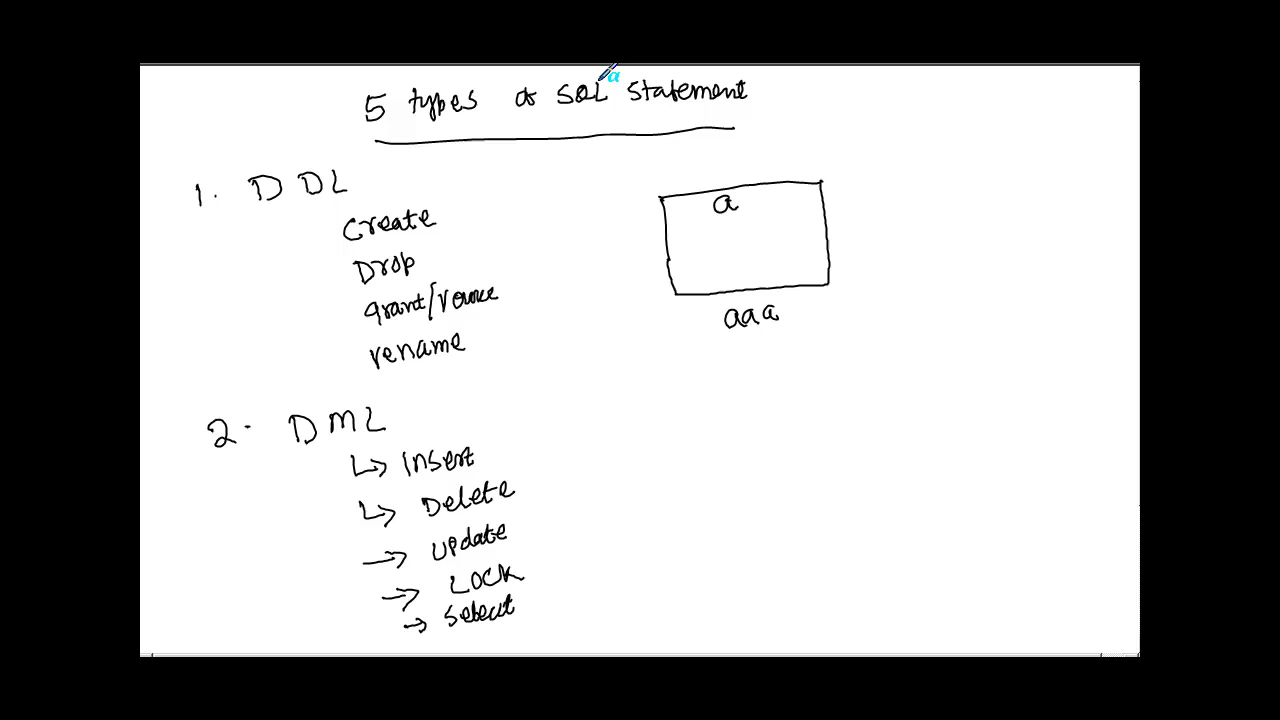 5 types of SQL statement
1. DDL
Create
Drop
grant/
rename
a
aaa
2. DML
↳ Insert
↳ Delete
→ update
→ LOCK
→ Select